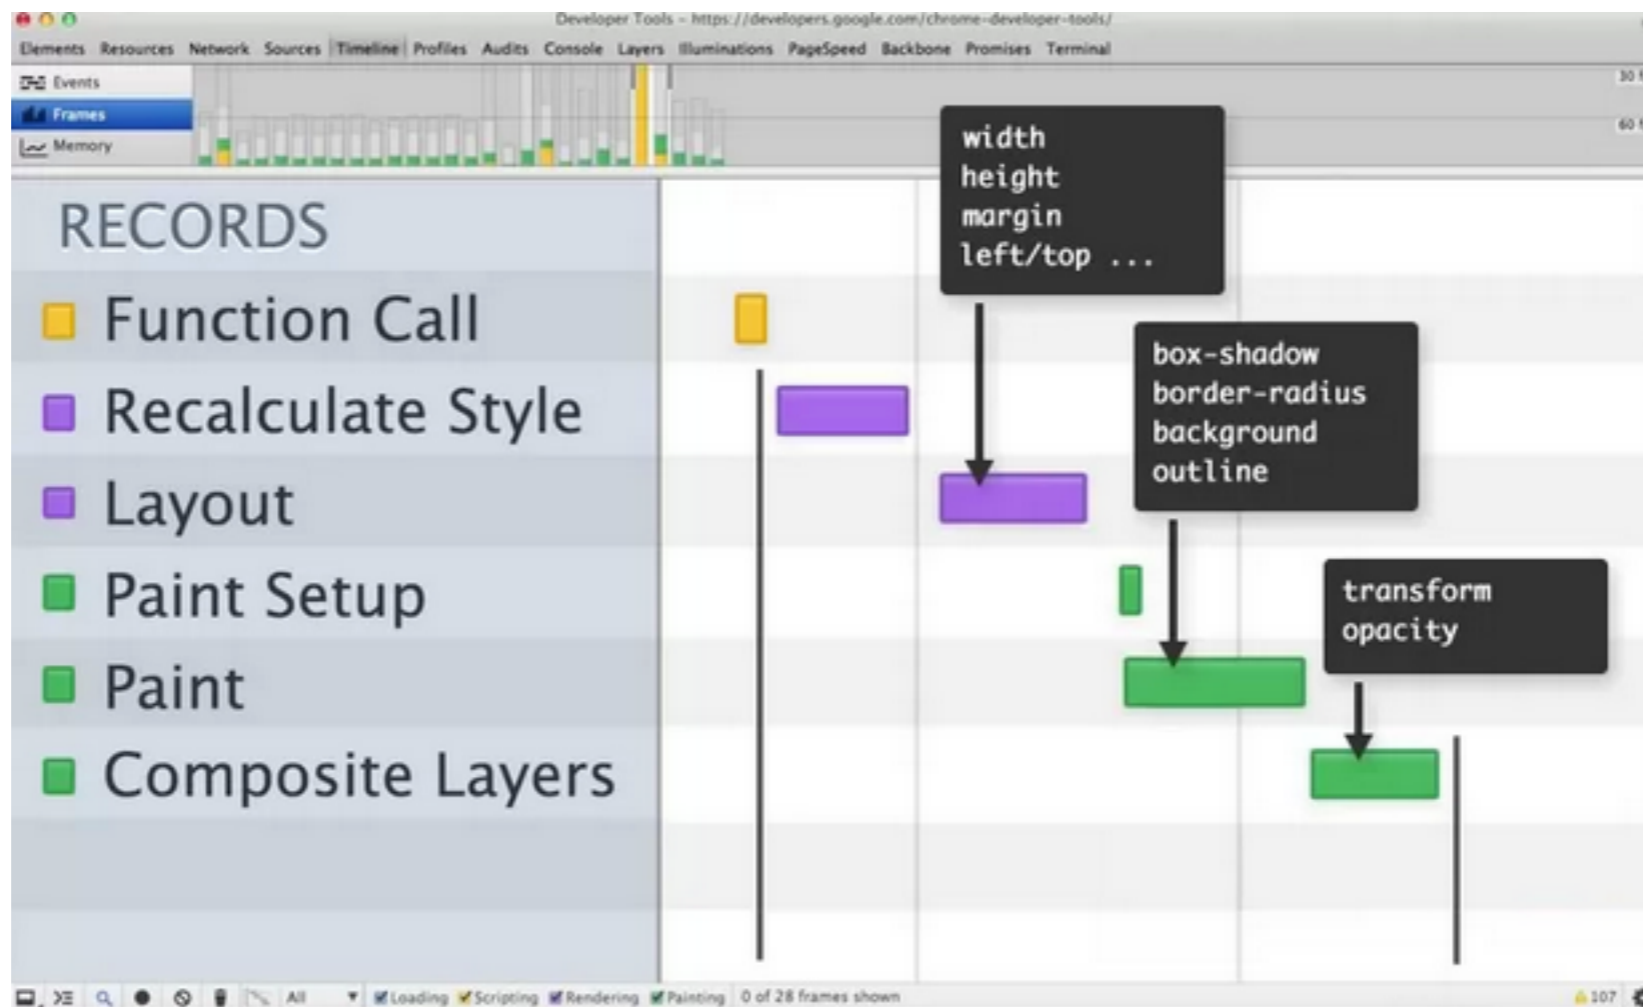 Developer Tools – https://developers.google.com/chrome-developer-tools/
Elements Resources Network Sources Timeline Profiles Audits Console Layers Illuminations PageSpeed Backbone Promises Terminal
Events
Frames
Memory
30 f
60 f
RECORDS
Function Call
Recalculate Style
Layout
Paint Setup
Paint
Composite Layers
width
height
margin
left/top ...
box-shadow
border-radius
background
outline
transform
opacity
All Loading Scripting Rendering Painting 0 of 28 frames shown 107